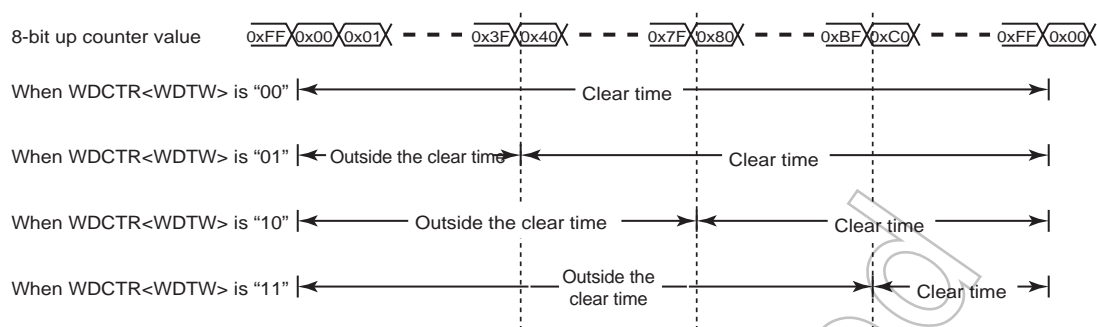 8-bit up counter value 0xFF 0x00 0x01 0x3F 0x40 0x7F 0x80 0xBF 0xC0 0xFF 0x00
When WDCTR<WDTW> is “00” Clear time
When WDCTR<WDTW> is “01” Outside the clear time Clear time
When WDCTR<WDTW> is “10” Outside the clear time Clear time
When WDCTR<WDTW> is “11” Outside the clear time Clear time